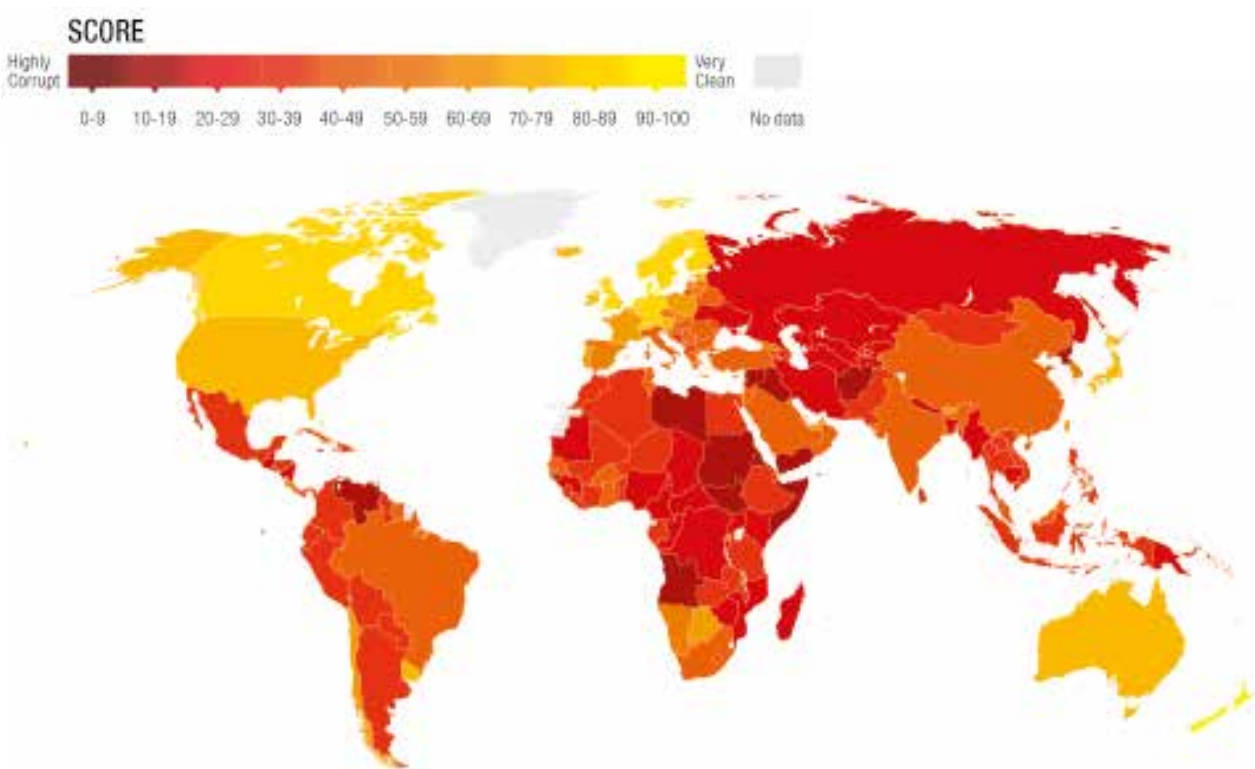 SCORE
Highly
Corrupt
Very
Clean
0-9 10-19 20-29 30-39 40-49 50-59 60-69 70-79 80-89 90-100 No data